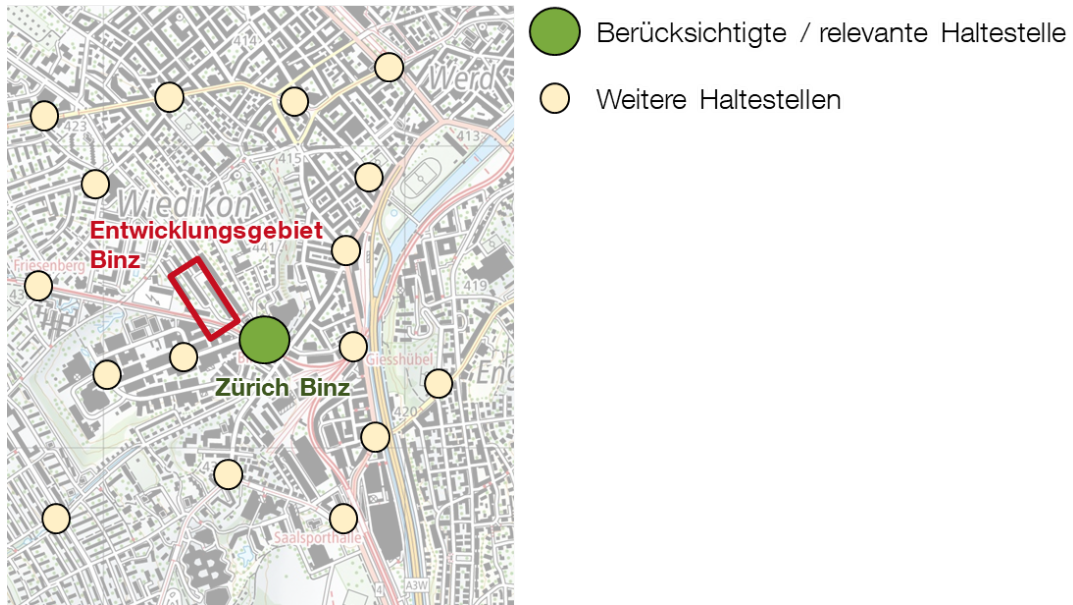 Berücksichtigte / relevante Haltestelle
Weitere Haltestellen
414
Werd
423
413
415
Wiedikon
Entwicklungsgebiet
Binz
441
Friesenberg
419
Giesshübel
Zürich Binz
420
Saalsporthalle
A3W
4